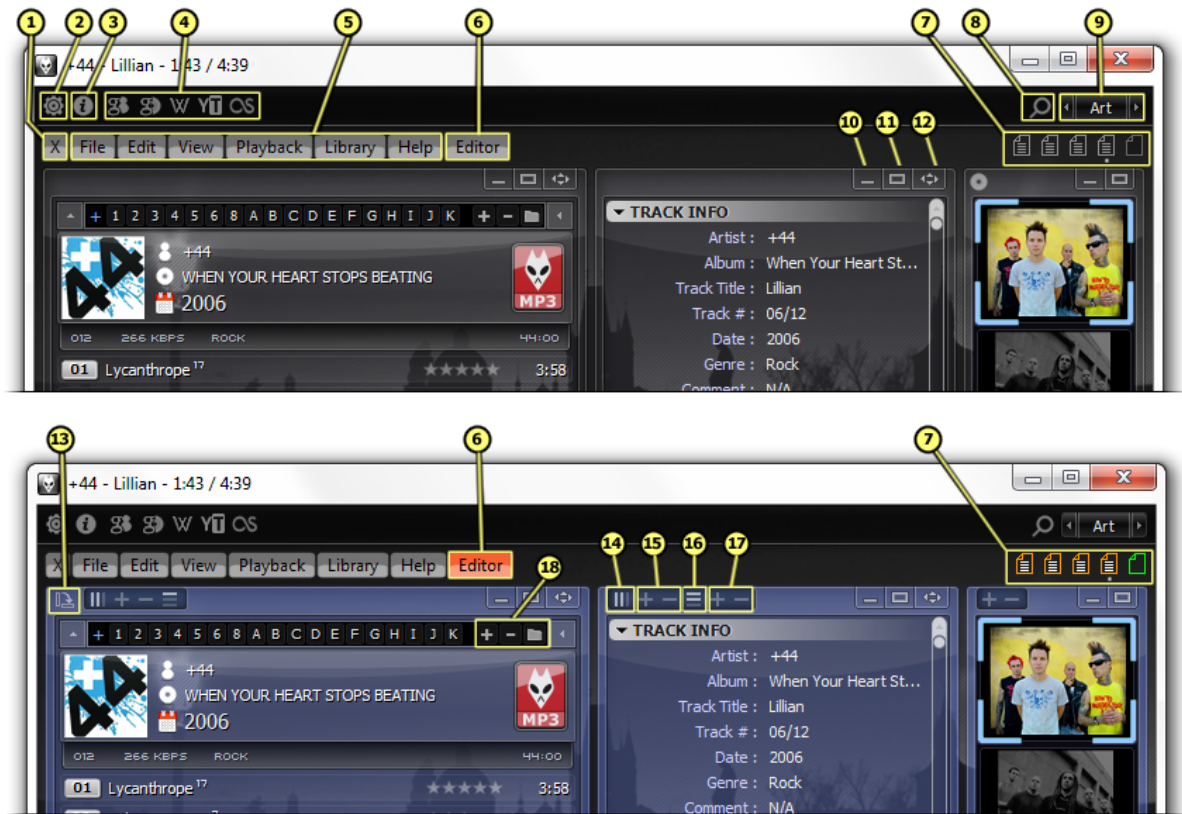 1 2 3 4 5 6 7 8 9
+44 - Lillian - 1:43 / 4:39
W YT OS
Art
X File Edit View Playback Library Help Editor
10 11 12
+ 1 2 3 4 5 6 8 A B C D E F G H I J K + -
TRACK INFO
+44
WHEN YOUR HEART STOPS BEATING
2006
MP3
44
012 266 KBPS ROCK 44:00
01 Lycanthrope 17 3:58
Artist : +44
Album : When Your Heart St...
Track Title : Lillian
Track # : 06/12
Date : 2006
Genre : Rock
Comment : N/A
13 6 7
+44 - Lillian - 1:43 / 4:39
W YT OS
Art
X File Edit View Playback Library Help Editor
14 15 16 17
18
+ 1 2 3 4 5 6 8 A B C D E F G H I J K + -
TRACK INFO
+44
WHEN YOUR HEART STOPS BEATING
2006
MP3
44
012 266 KBPS ROCK 44:00
01 Lycanthrope 17 3:58
Artist : +44
Album : When Your Heart St...
Track Title : Lillian
Track # : 06/12
Date : 2006
Genre : Rock
Comment : N/A